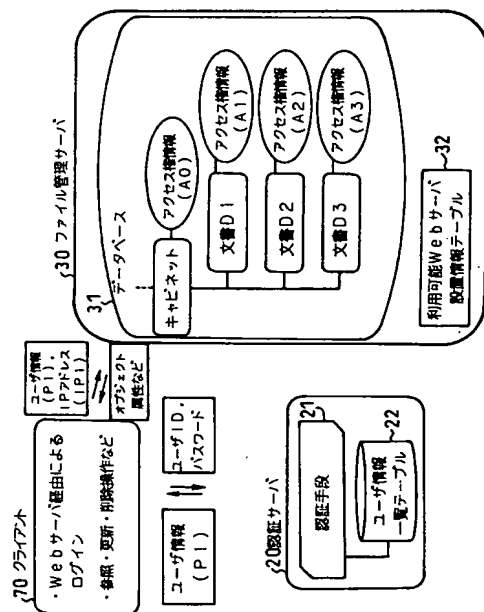 70 クライアント
・Webサーバ経由による
ログイン
・参照・更新・削除操作など
ユーザ情報
(P1),
IPアドレス
(IP1)
オブジェクト
属性など
ユーザ情報
(P1)
ユーザID,
パスワード
20認証サーバ
21
認証手段
22
ユーザ情報
一覧テーブル
30 ファイル管理サーバ
31
データベース
キャビネット
アクセス権情報
(A0)
文書D1
アクセス権情報
(A1)
文書D2
アクセス権情報
(A2)
文書D3
アクセス権情報
(A3)
32
利用可能Webサーバ
設置情報テーブル